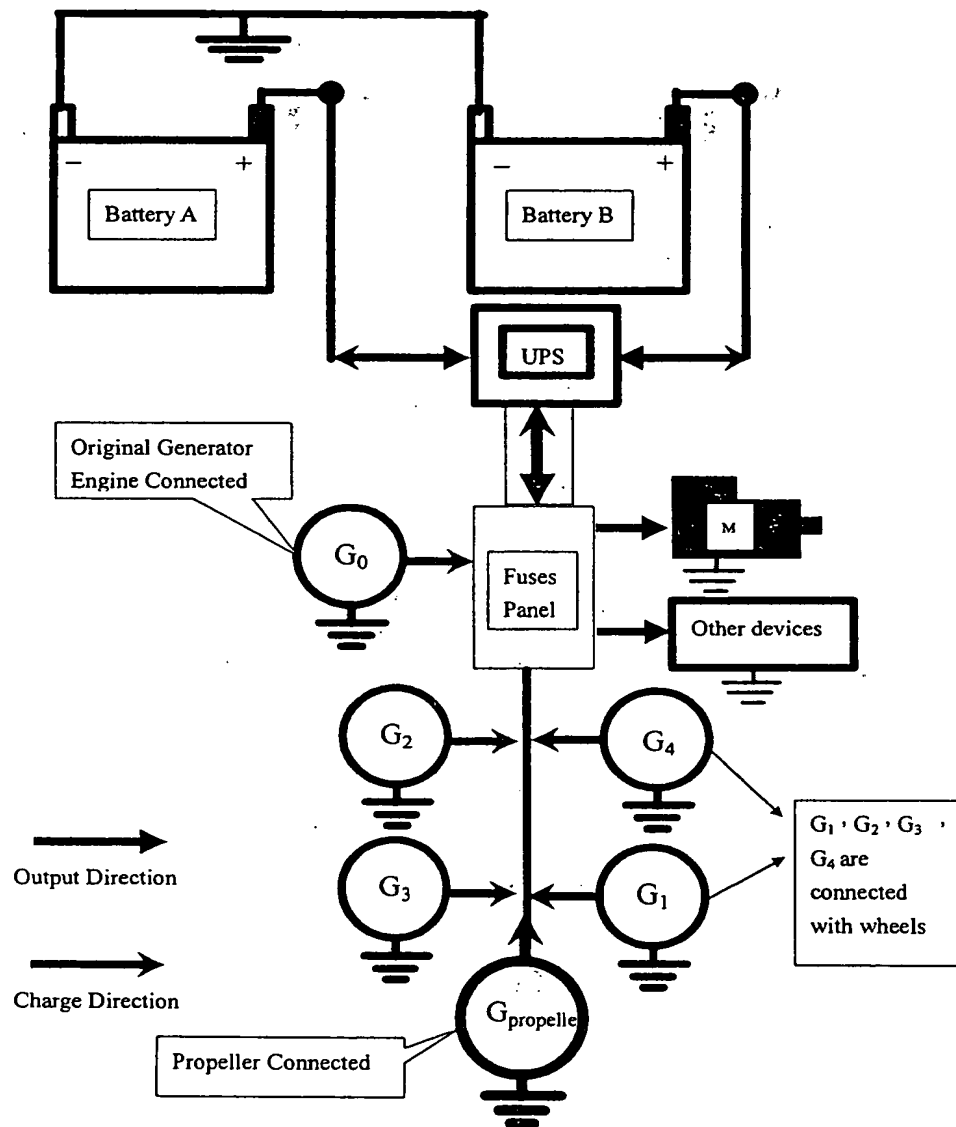 − + − +
Battery A
Battery B
UPS
Original Generator
Engine Connected
G₀
Fuses
Panel
M
Other devices
G₂
G₄
G₁ , G₂ , G₃ ,
G₄ are
connected
with wheels
Output Direction
G₃
G₁
Charge Direction
Gpropelle
Propeller Connected